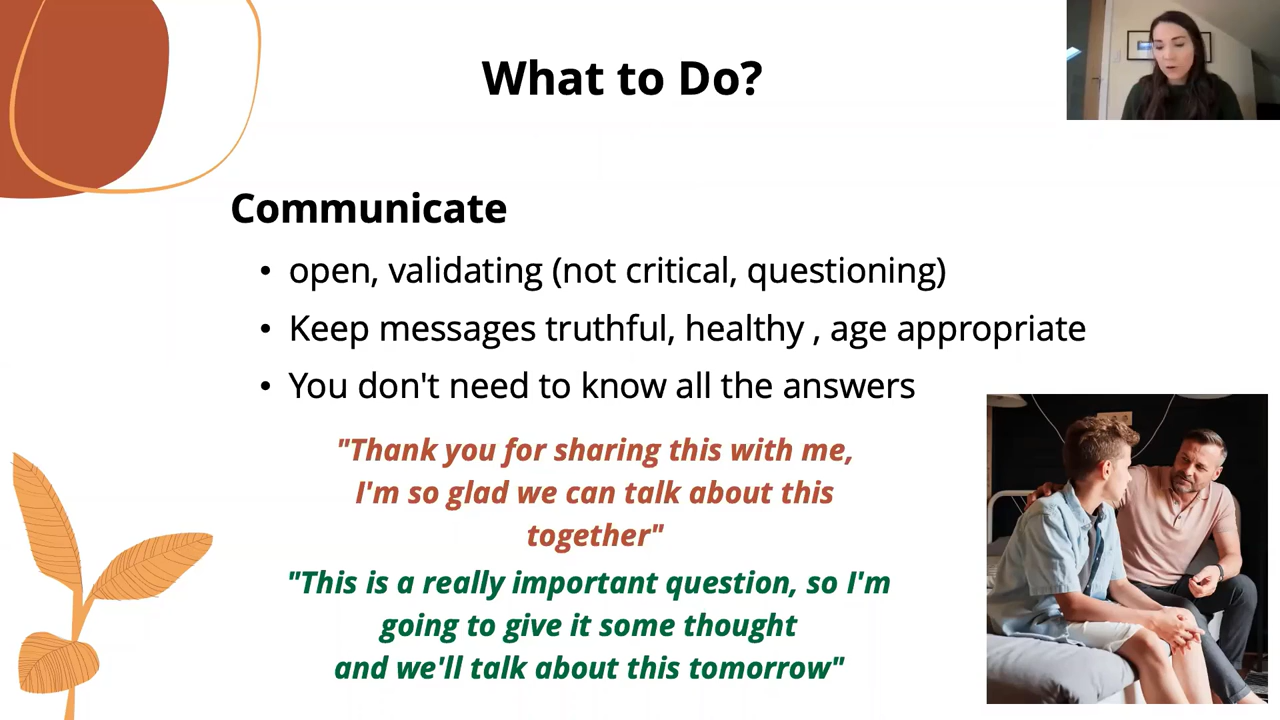 What to Do?
Communicate
• open, validating (not critical, questioning)
• Keep messages truthful, healthy , age appropriate
• You don't need to know all the answers
"Thank you for sharing this with me,
I'm so glad we can talk about this
together"
"This is a really important question, so I'm
going to give it some thought
and we'll talk about this tomorrow"